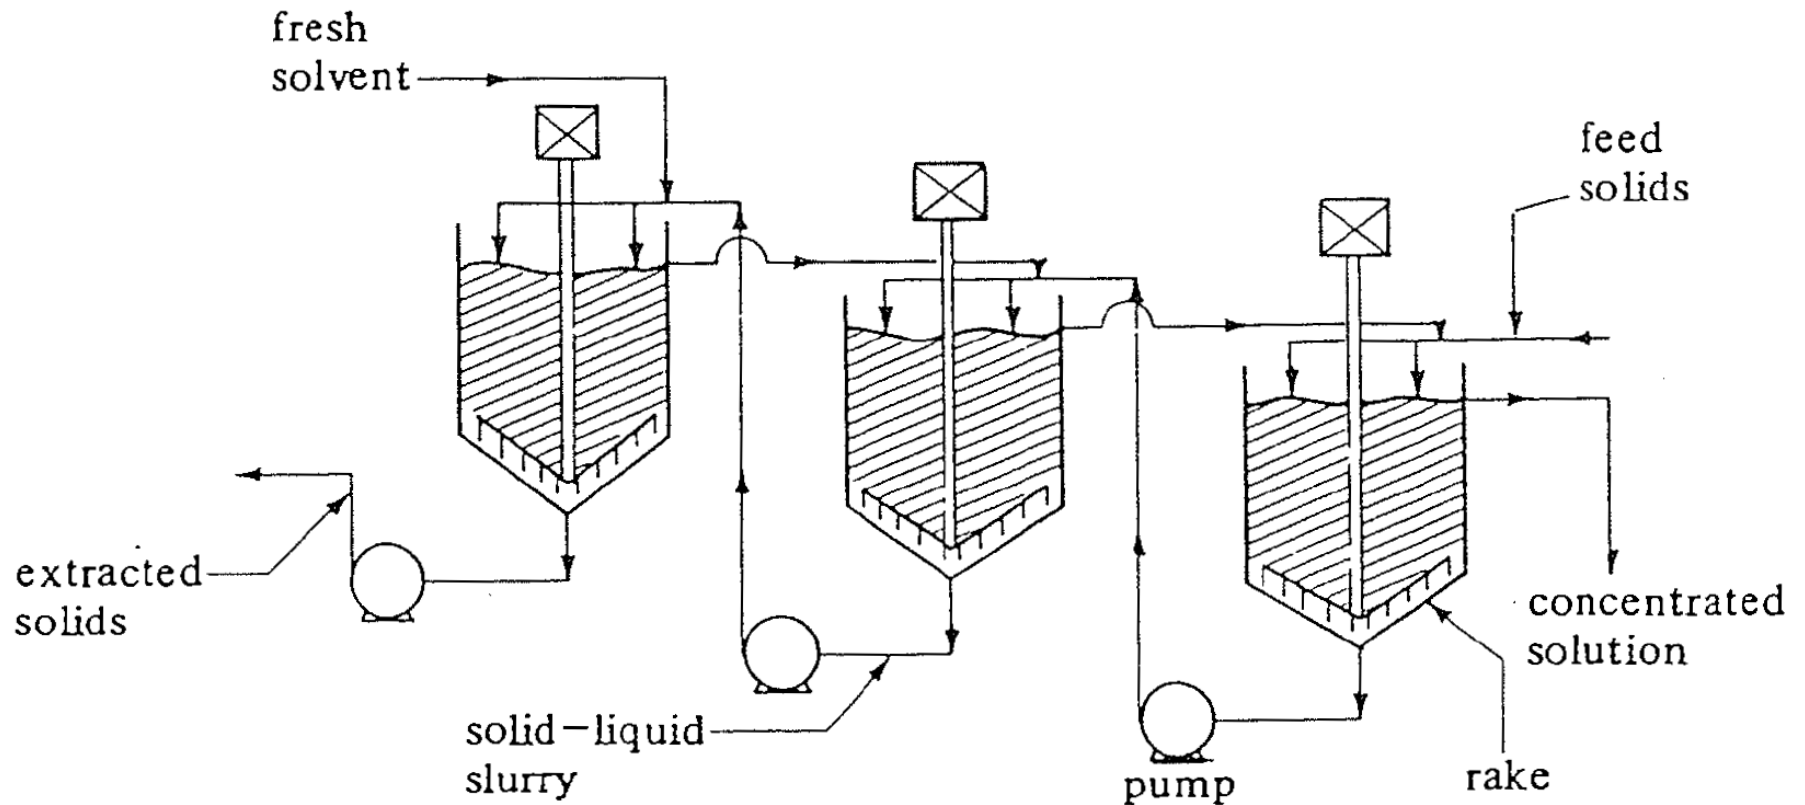 fresh
solvent
feed
solids
extracted
solids
concentrated
solution
solid-liquid
slurry
pump
rake